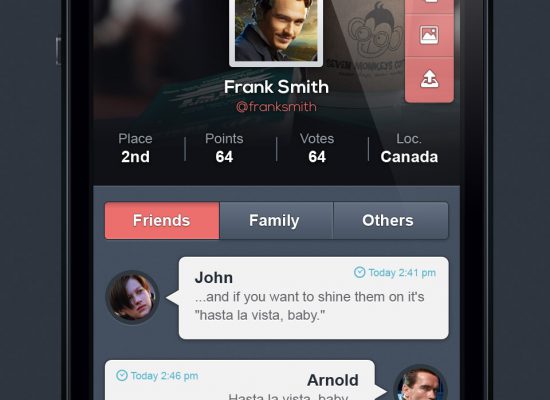 SEVEN MONKEYS
Frank Smith
@franksmith
Place Points Votes Loc.
2nd 64 64 Canada
Friends Family Others
John Today 2:41 pm
...and if you want to shine them on it's
"hasta la vista, baby."
Today 2:46 pm Arnold
Hasta la vista, baby...